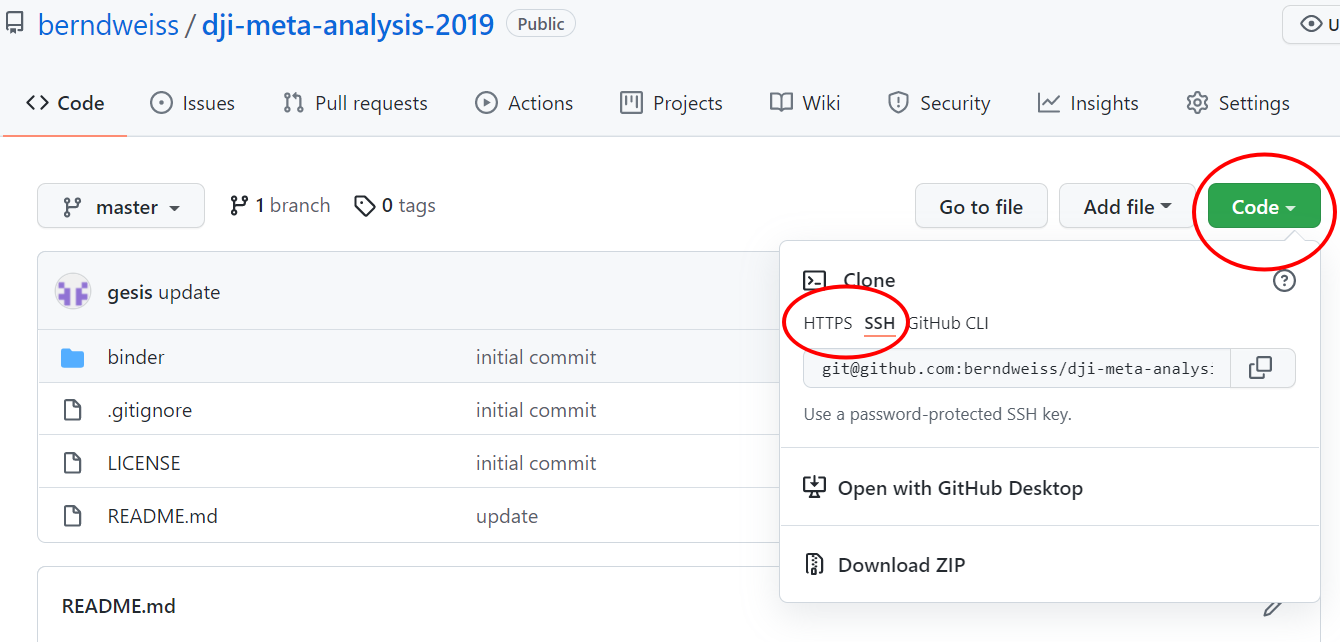 berndweiss / dji-meta-analysis-2019 Public U
Code Issues Pull requests Actions Projects Wiki Security Insights Settings
master 1 branch 0 tags Go to file Add file Code
gesis update
binder initial commit
.gitignore initial commit
LICENSE initial commit
README.md update
Clone
HTTPS SSH GitHub CLI
git@github.com:berndweiss/dji-meta-analys
Use a password-protected SSH key.
Open with GitHub Desktop
Download ZIP
README.md